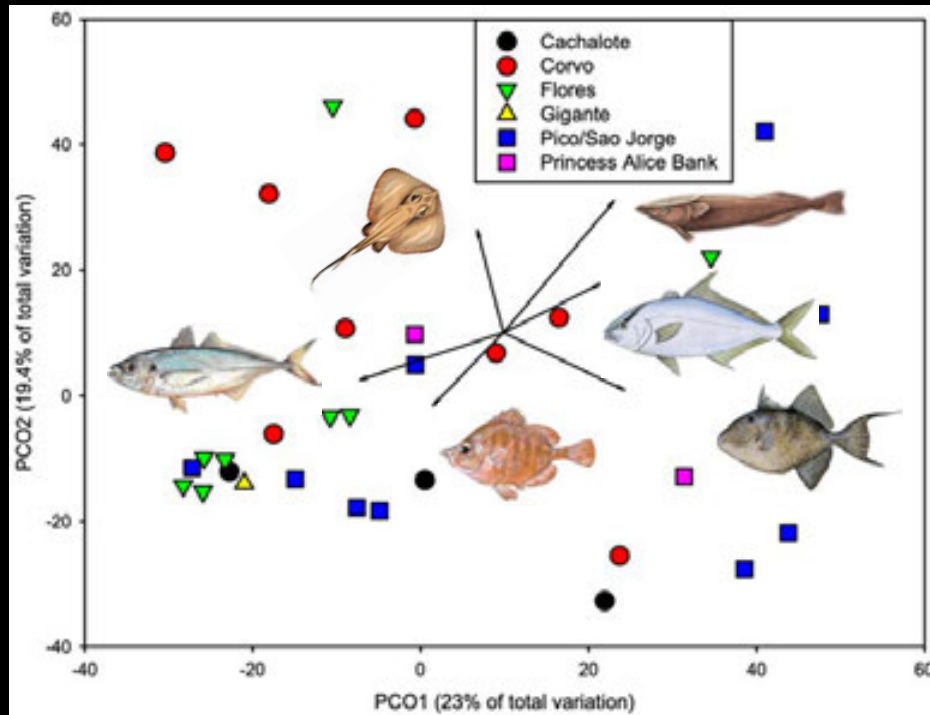 60
40
20
0
-20
-40
PCO2 (19.4% of total variation)
Cachalote
Corvo
Flores
Gigante
Pico/Sao Jorge
Princess Alice Bank
-40
-20
0
20
40
60
PCO1 (23% of total variation)